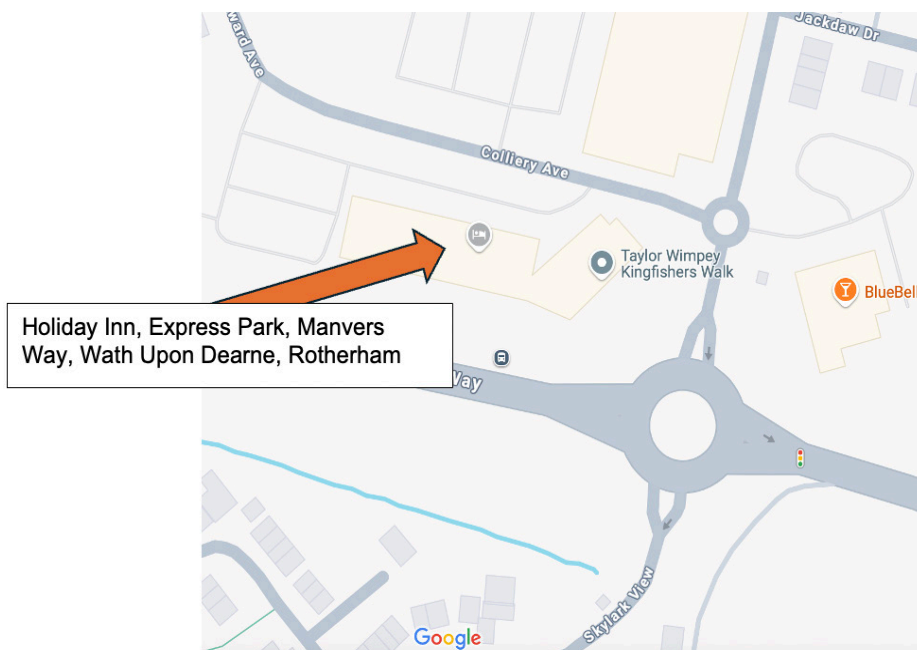 Jackdaw Dr
ward Ave
Colliery Ave
Taylor Wimpey
Kingfishers Walk
BlueBell
Holiday Inn, Express Park, Manvers
Way, Wath Upon Dearne, Rotherham
Way
Skylark View
Google